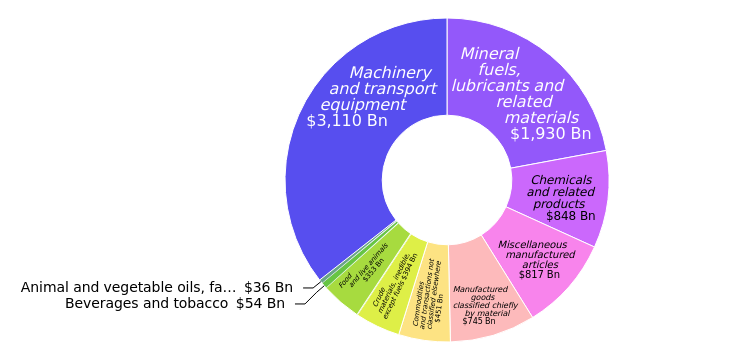 Machinery
and transport
equipment
$3,110 Bn
Mineral
fuels,
lubricants and
related
materials
$1,930 Bn
Chemicals
and related
products
$848 Bn
Miscellaneous
manufactured
articles
$817 Bn
Manufactured
goods
classified chiefly
by material
$745 Bn
Commodities
and transactions not
classified elsewhere
$451 Bn
Crude
materials, inedible,
except fuels $394 Bn
Food
and live animals
$353 Bn
Animal and vegetable oils, fa... $36 Bn
Beverages and tobacco $54 Bn